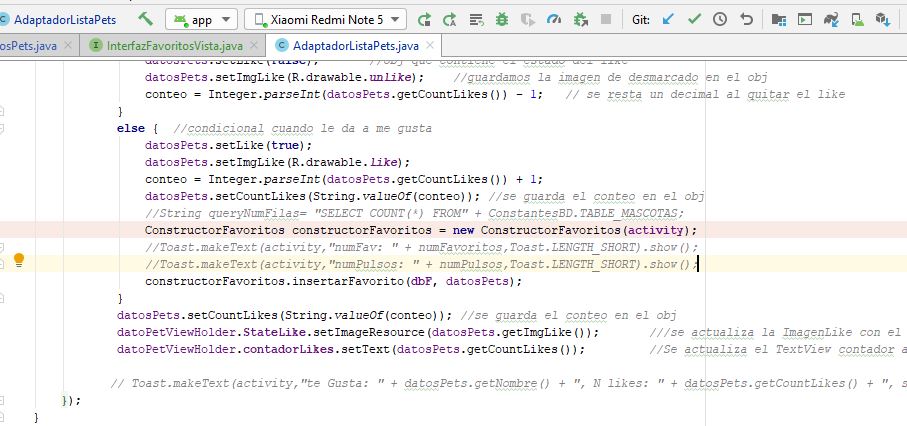 AdaptadorListaPets.java app Xiaomi Redmi Note 5 Git:
osPets.java InterfazFavoritosVista.java AdaptadorListaPets.java
datosPets.setLike(false); //obj que contiene el estado del like
datosPets.setImgLike(R.drawable.unlike); //guardamos la imagen de desmarcado en el obj
conteo = Integer.parseInt(datosPets.getCountLikes()) - 1; // se resta un decimal al quitar el like
}
else { //condicional cuando le da a me gusta
datosPets.setLike(true);
datosPets.setImgLike(R.drawable.like);
conteo = Integer.parseInt(datosPets.getCountLikes()) + 1;
datosPets.setCountLikes(String.valueOf(conteo)); //se guarda el conteo en el obj
//String queryNumFilas= "SELECT COUNT(*) FROM" + ConstantesBD.TABLE_MASCOTAS;
ConstructorFavoritos constructorFavoritos = new ConstructorFavoritos(activity);
//Toast.makeText(activity,"numFav: " + numFavoritos,Toast.LENGTH_SHORT).show();
//Toast.makeText(activity,"numPulsos: " + numPulsos,Toast.LENGTH_SHORT).show();
constructorFavoritos.insertarFavorito(dbF, datosPets);
}
datosPets.setCountLikes(String.valueOf(conteo)); //se guarda el conteo en el obj
datoPetViewHolder.StateLike.setImageResource(datosPets.getImgLike()); ///se actualiza la ImagenLike con el
datoPetViewHolder.contadorLikes.setText(datosPets.getCountLikes()); //Se actualiza el TextView contador a
// Toast.makeText(activity,"te Gusta: " + datosPets.getNombre() + ", N likes: " + datosPets.getCountLikes() + ", s
});
}